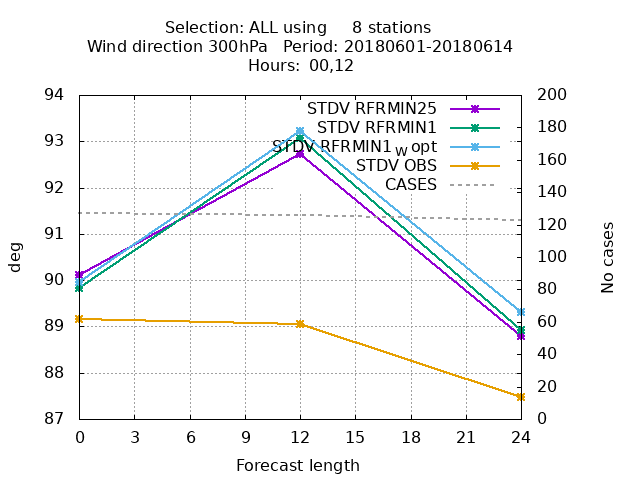 Selection: ALL using     8 stations
Wind direction 300hPa   Period: 20180601-20180614
Hours:  00,12
94
93
92
91
90
89
88
87
200
180
160
140
120
100
80
60
40
20
0
STDV RFRMIN25
STDV RFRMIN1
STDV RFRMIN1_W opt
STDV OBS
CASES
deg
No cases
0 3 6 9 12 15 18 21 24
Forecast length